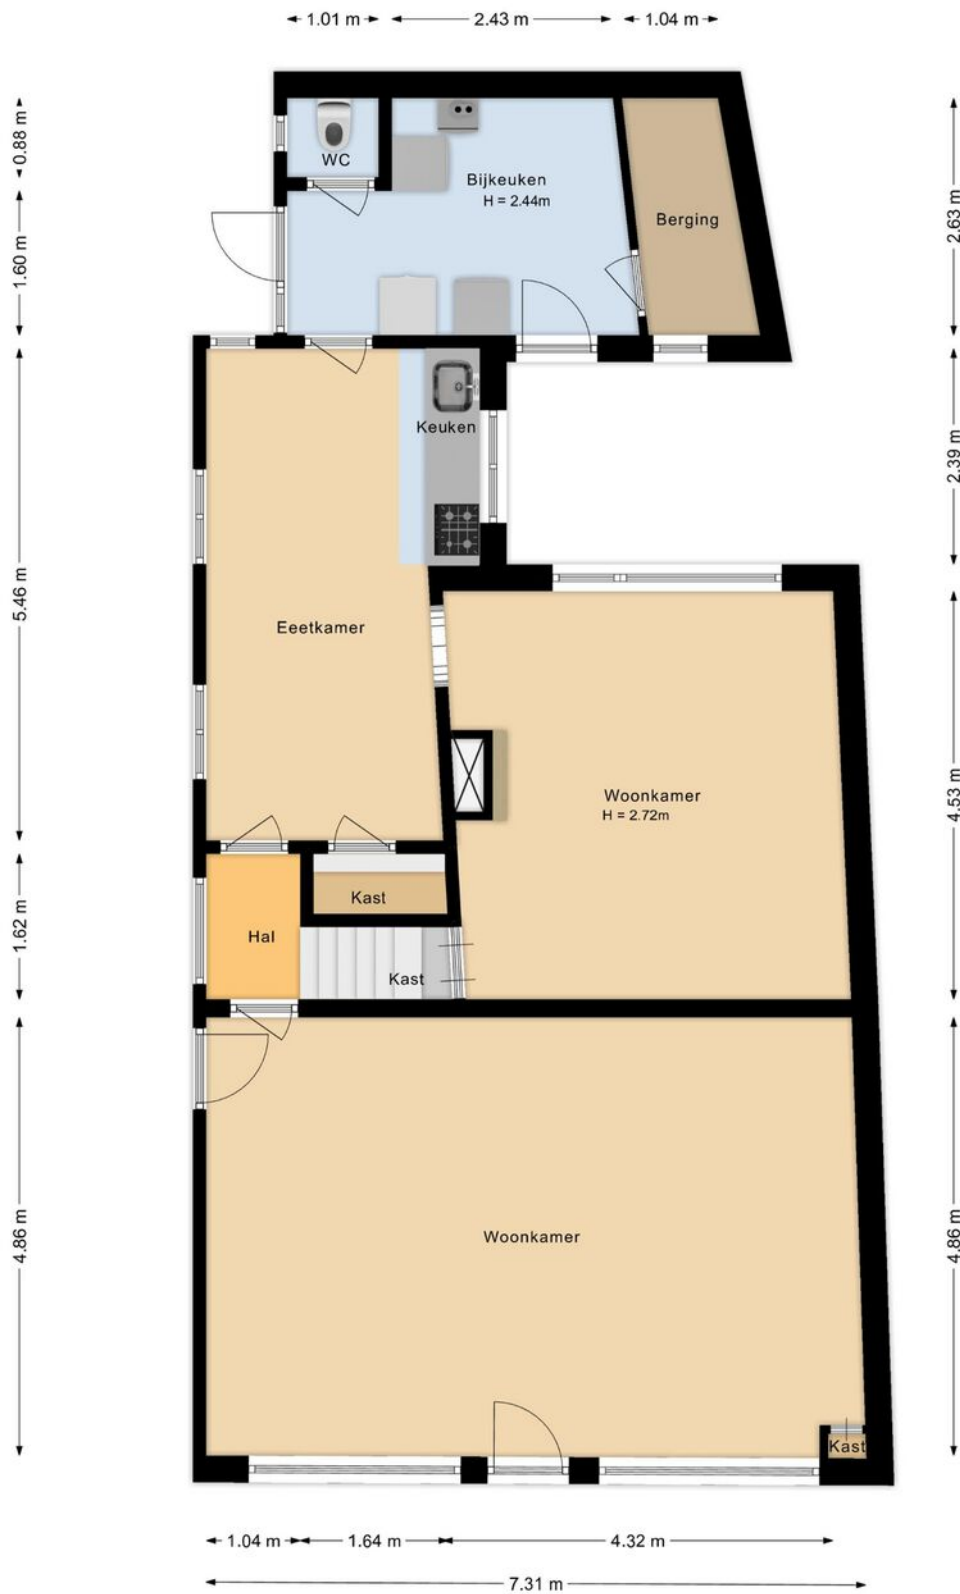 1.01 m 2.43 m 1.04 m
0.88 m
WC
Bijkeuken
H = 2.44m
2.63 m
Berging
1.60 m
Keuken
2.39 m
5.46 m
Eeetkamer
4.53 m
Woonkamer
H = 2.72m
Kast
1.62 m
Hal
Kast
4.86 m
Woonkamer
4.86 m
Kast
1.04 m 1.64 m 4.32 m
7.31 m